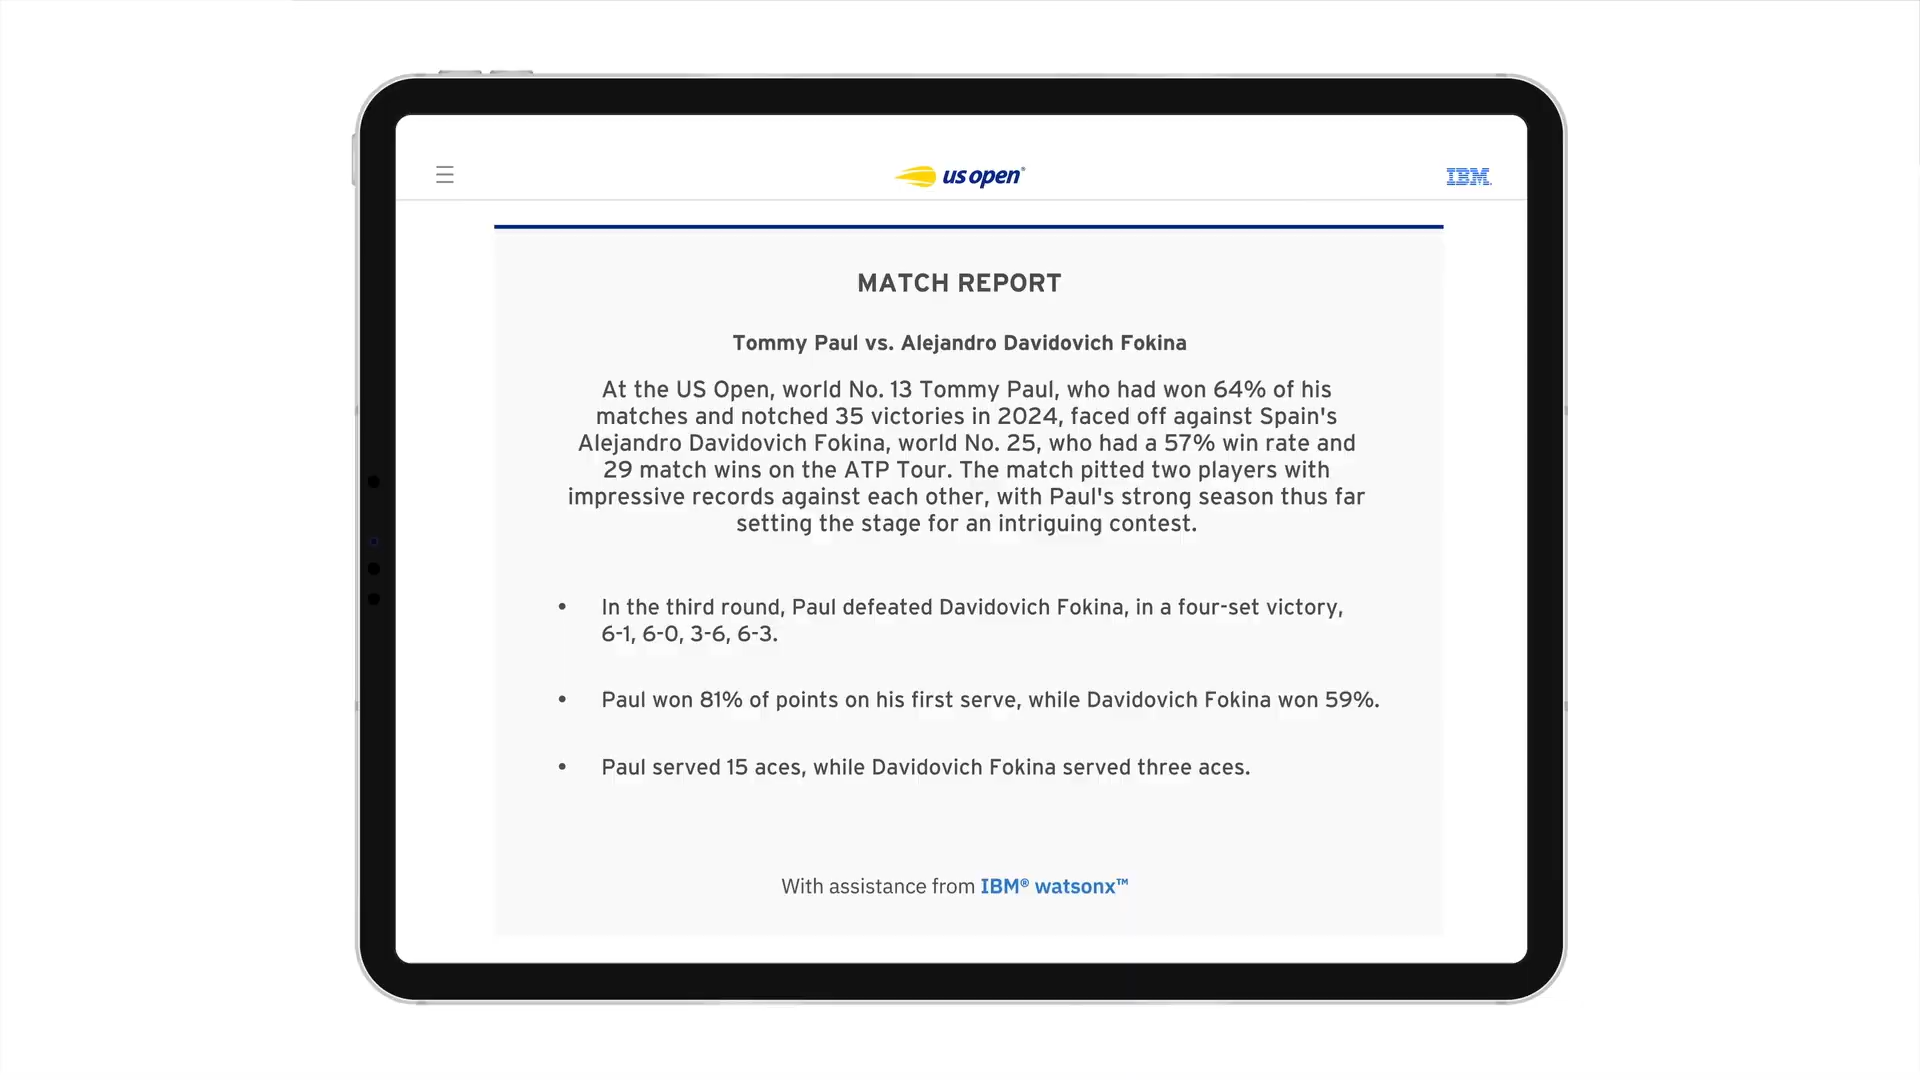 us open®
IBM.
MATCH REPORT
Tommy Paul vs. Alejandro Davidovich Fokina
At the US Open, world No. 13 Tommy Paul, who had won 64% of his
matches and notched 35 victories in 2024, faced off against Spain's
Alejandro Davidovich Fokina, world No. 25, who had a 57% win rate and
29 match wins on the ATP Tour. The match pitted two players with
impressive records against each other, with Paul's strong season thus far
setting the stage for an intriguing contest.
• In the third round, Paul defeated Davidovich Fokina, in a four-set victory,
6-1, 6-0, 3-6, 6-3.
• Paul won 81% of points on his first serve, while Davidovich Fokina won 59%.
• Paul served 15 aces, while Davidovich Fokina served three aces.
With assistance from IBM® watsonx™